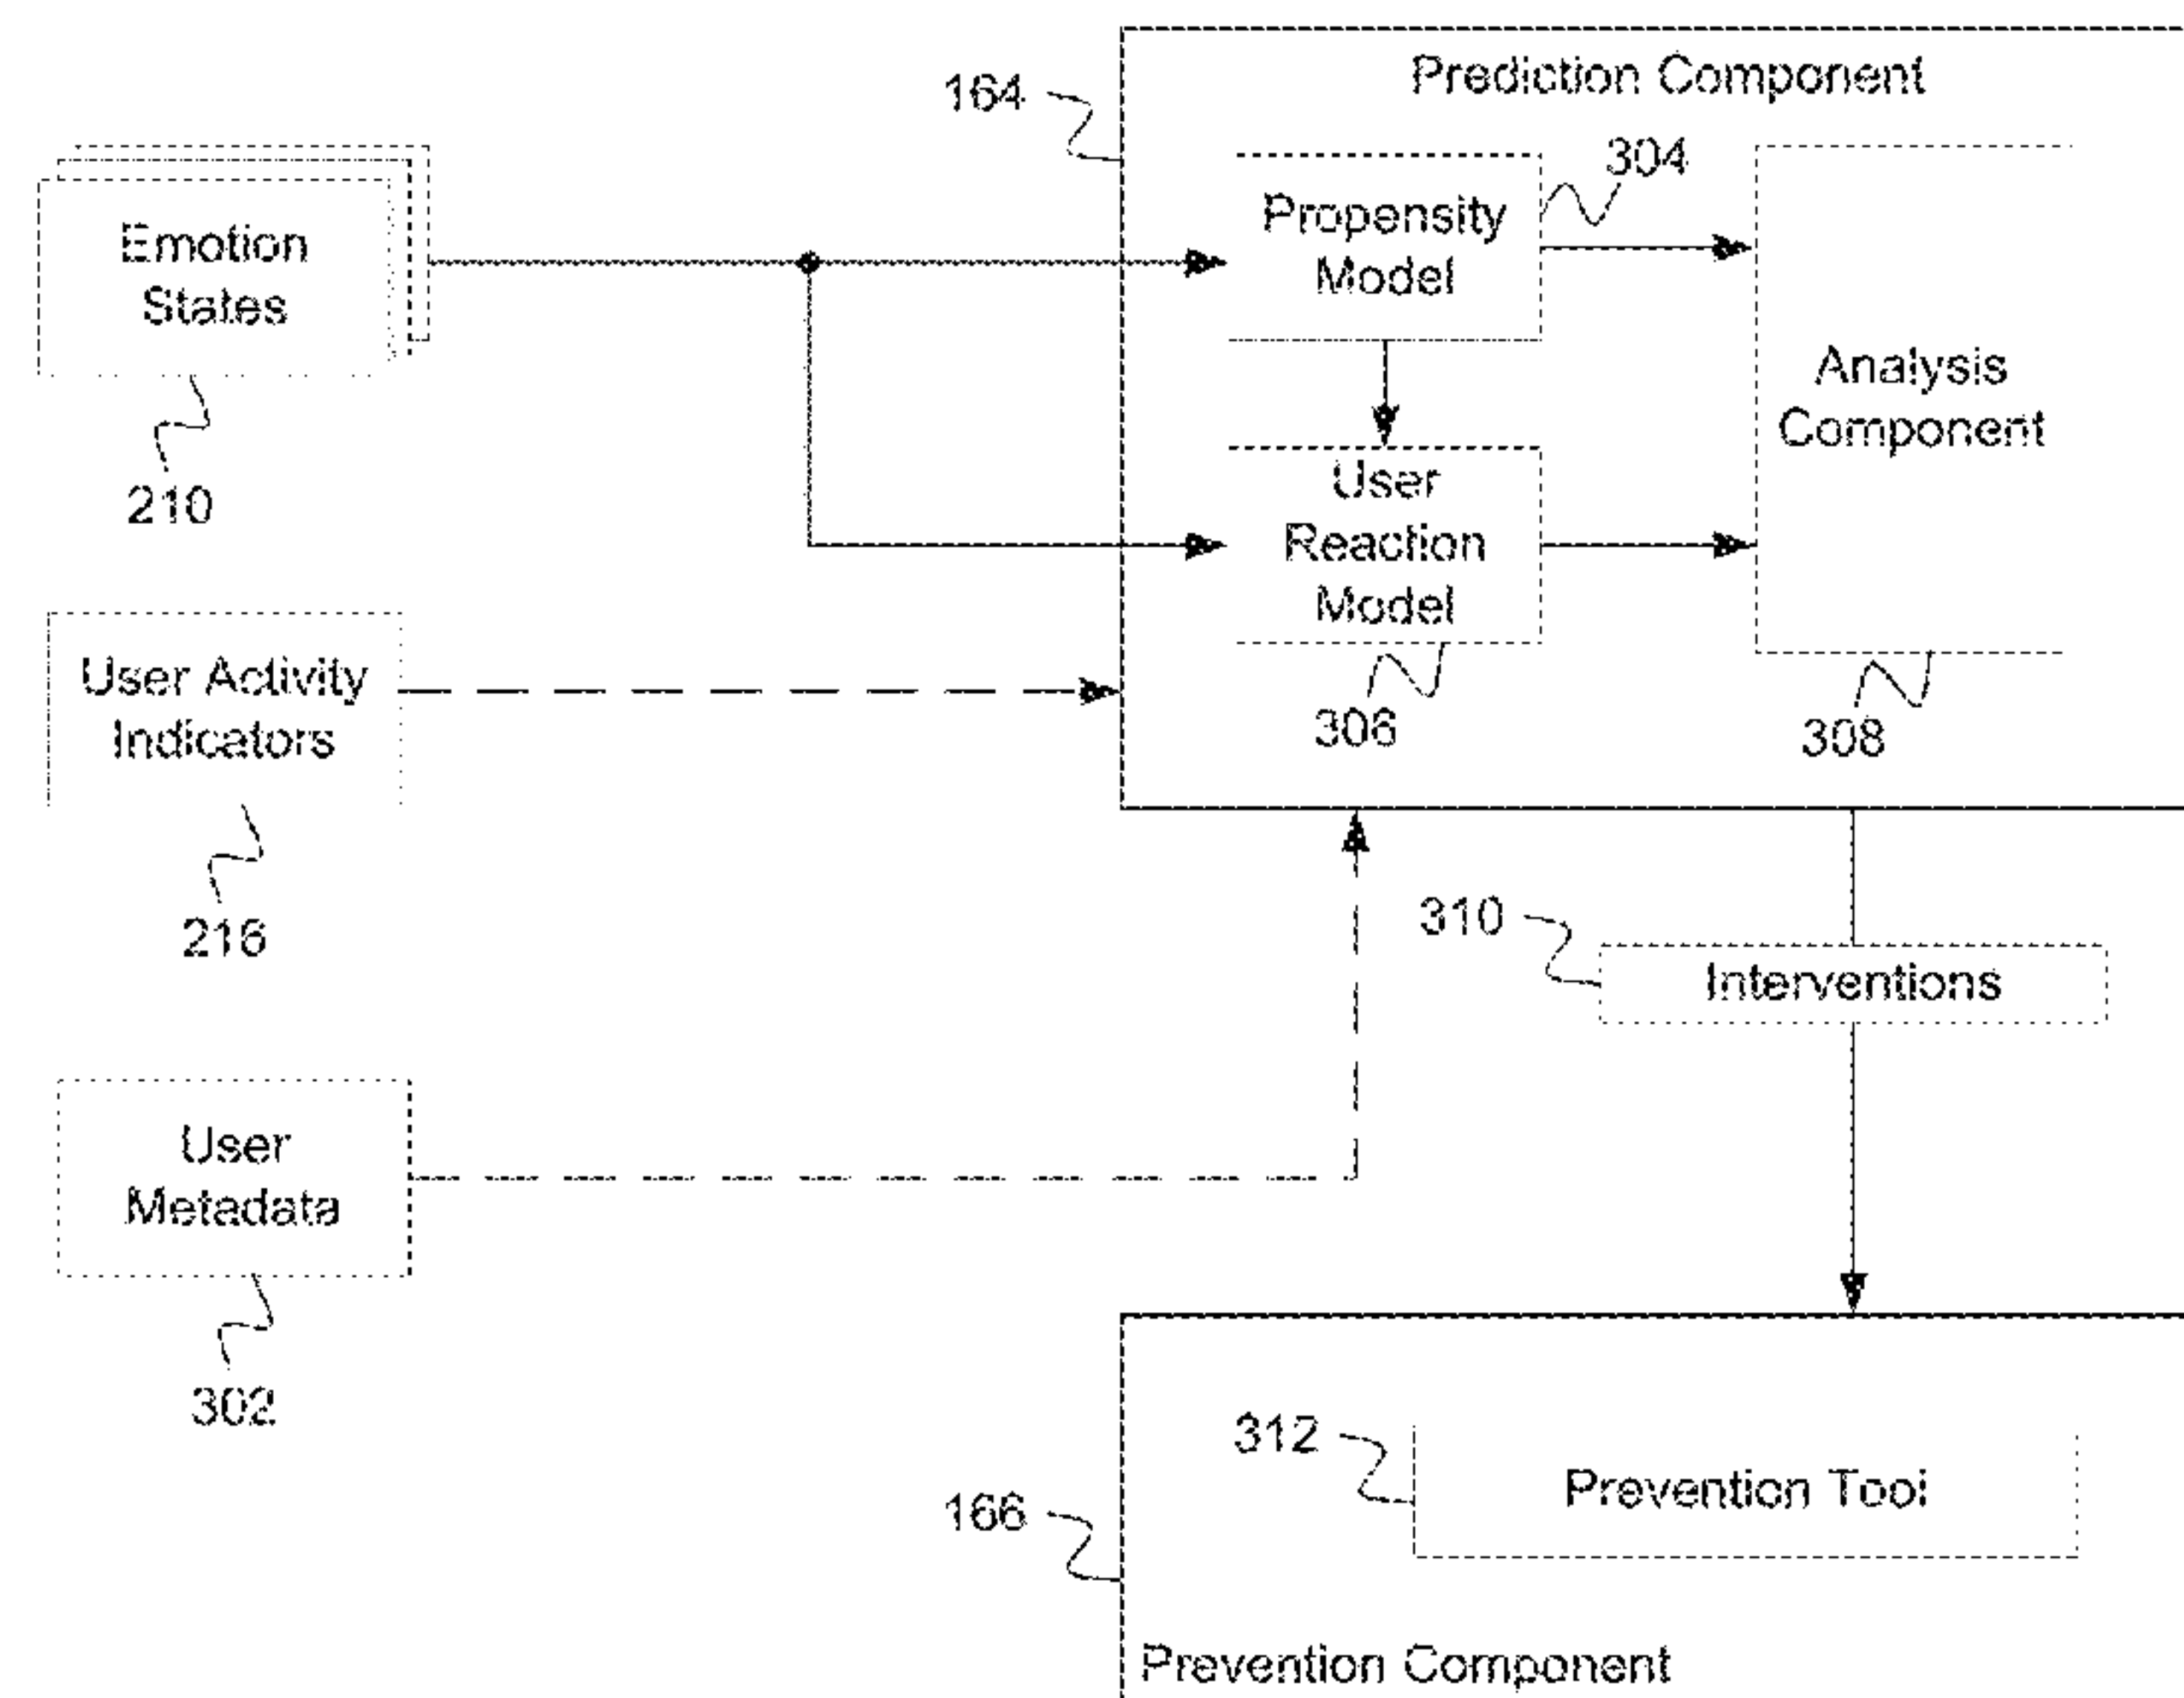 Prediction Component
164
304
Propensity
Model
Emotion
States
210
Analysis
Component
User
Reaction
Model
306
308
User Activity
Indicators
216
310
Interventions
User
Metadata
302
312
Prevention Tool
166
Prevention Component